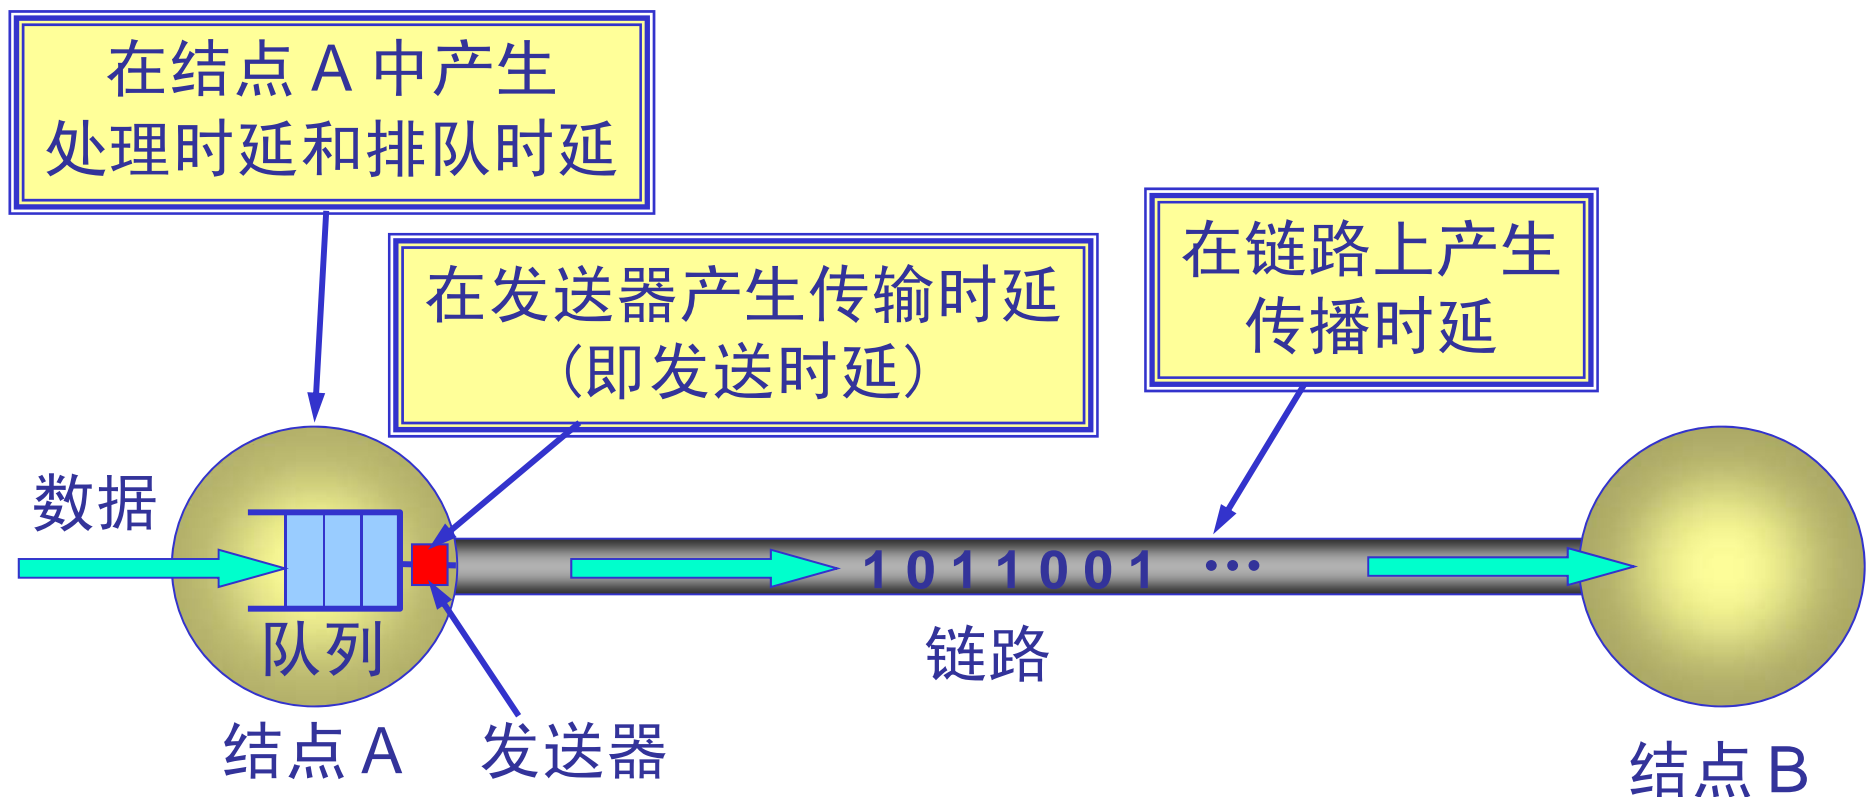 在结点 A 中产生
处理时延和排队时延
在发送器产生传输时延
(即发送时延)
在链路上产生
传播时延
数据
1 0 1 1 0 0 1 …
队列
链路
结点 A
发送器
结点 B